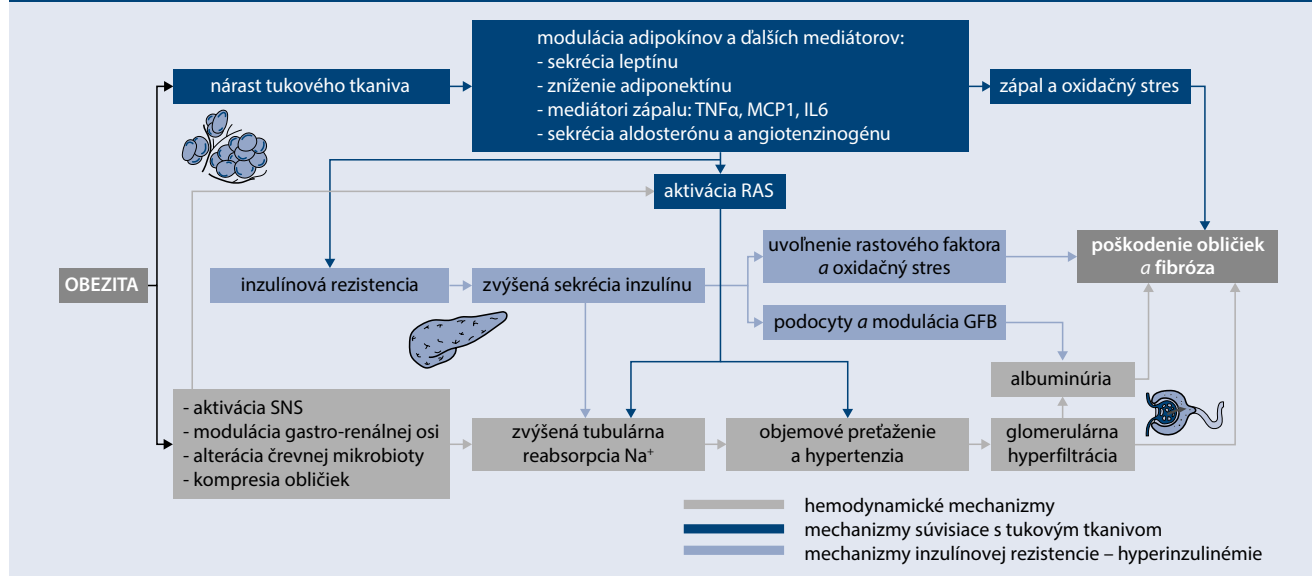 modulácia adipokínov a ďalších mediátorov:
- sekrécia leptínu
- zníženie adiponektínu
- mediátori zápalu: TNFα, MCP1, IL6
- sekrécia aldosterónu a angiotenzinogénu
nárast tukového tkaniva
zápal a oxidačný stres
aktivácia RAS
OBEZITA
inzulínová rezistencia
zvýšená sekrécia inzulínu
uvoľnenie rastového faktora
a oxidačný stres
poškodenie obličiek
a fibróza
podocyty a modulácia GFB
albuminúria
- aktivácia SNS
- modulácia gastro-renálnej osi
- alterácia črevnej mikrobioty
- kompresia obličiek
zvýšená tubulárna
reabsorpcia Na⁺
objemové preťaženie
a hypertenzia
glomerulárna
hyperfiltrácia
hemodynamické mechanizmy
mechanizmy súvisiace s tukovým tkanivom
mechanizmy inzulínovej rezistencie – hyperinzulinémie